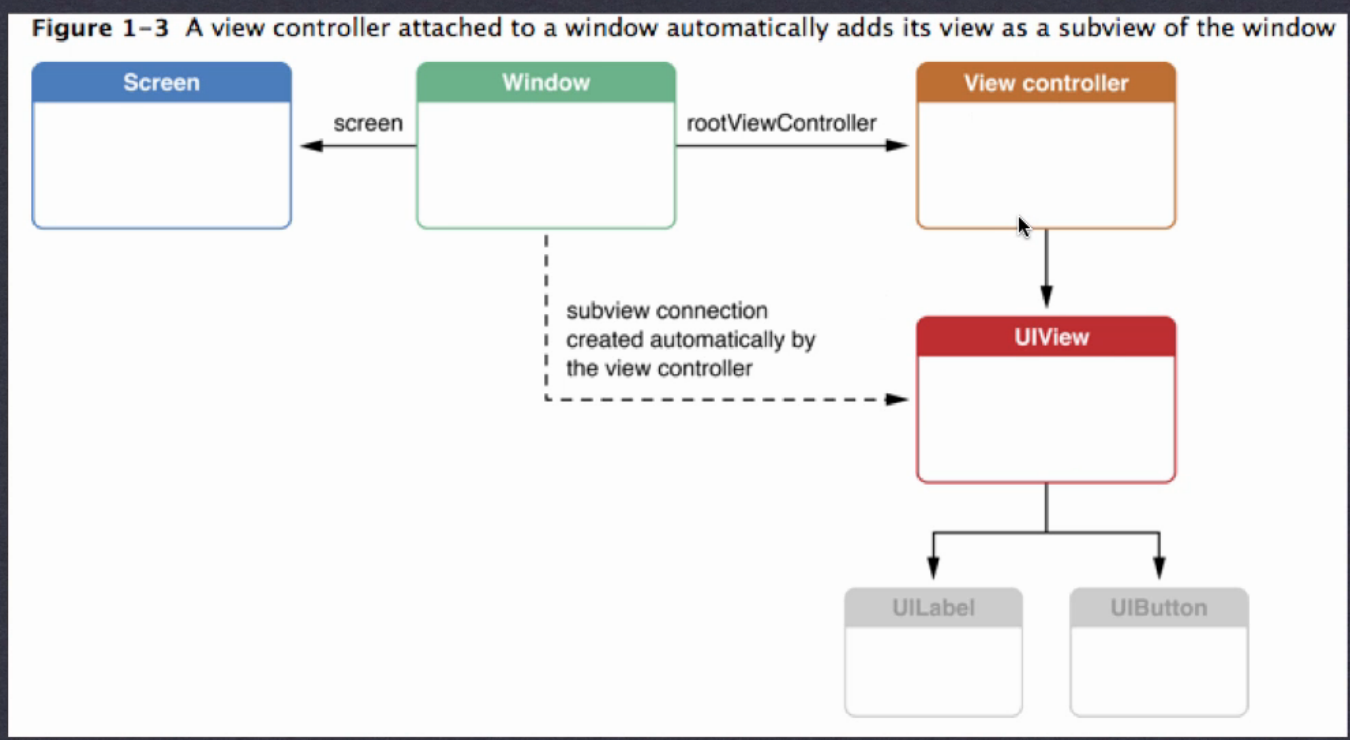 Figure 1-3 A view controller attached to a window automatically adds its view as a subview of the window
Screen
Window
View controller
screen
rootViewController
subview connection
created automatically by
the view controller
UIView
UILabel
UIButton